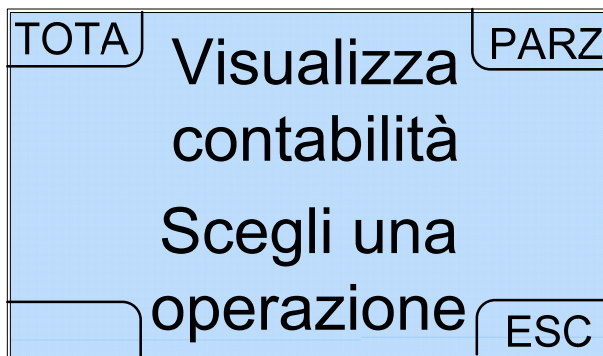 TOTA
PARZ
Visualizza
contabilità
Scegli una
operazione
ESC